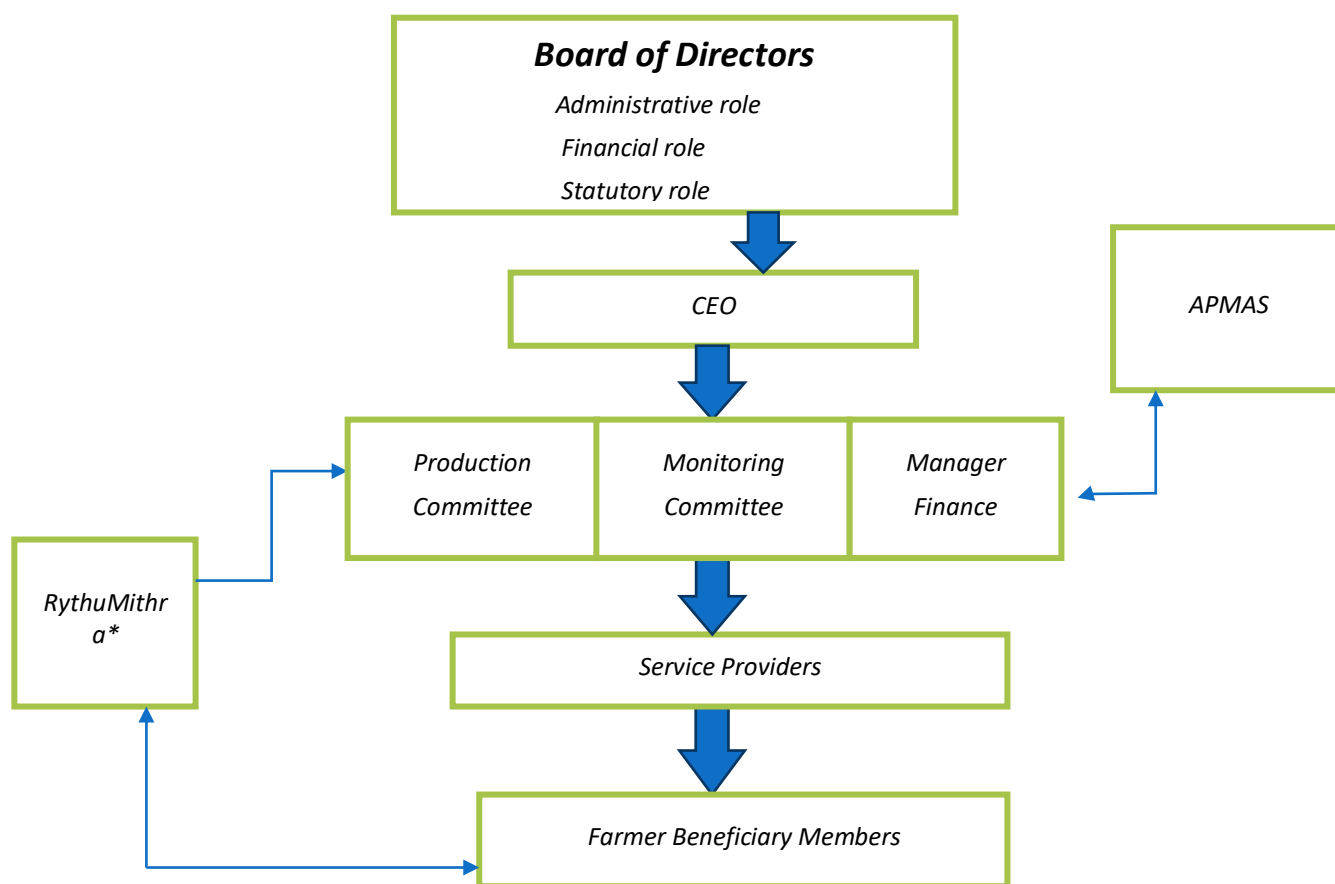 Board of Directors
Administrative role
Financial role
Statutory role
CEO
APMAS
Production
Committee
Monitoring
Committee
Manager
Finance
RythuMithr
a*
Service Providers
Farmer Beneficiary Members